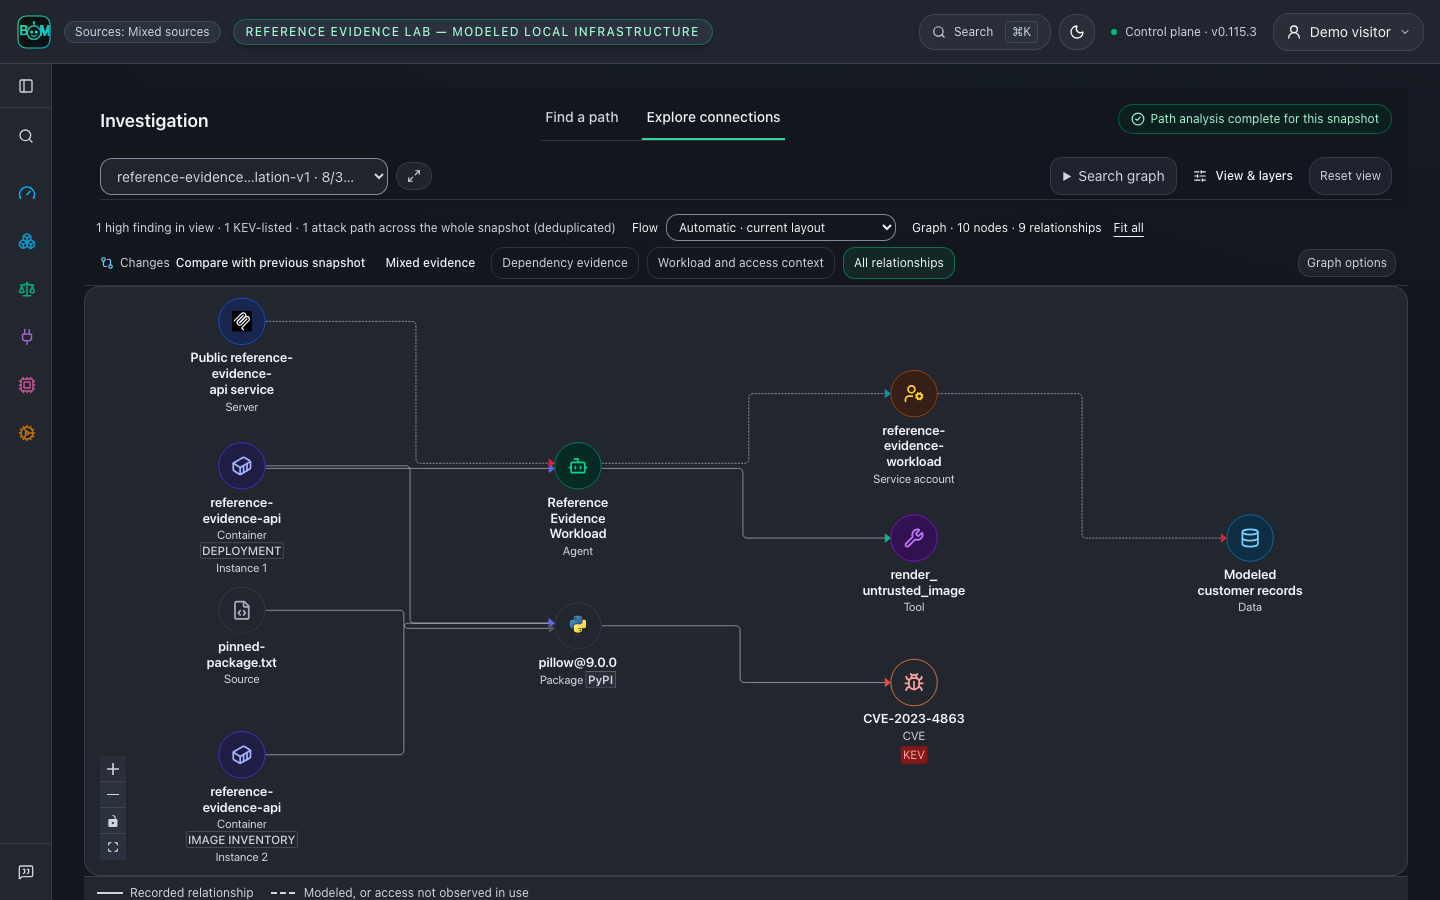 BOM
Sources: Mixed sources
REFERENCE EVIDENCE LAB — MODELED LOCAL INFRASTRUCTURE
Search ⌘K
Control plane · v0.115.3
Demo visitor
Investigation
Find a path
Explore connections
Path analysis complete for this snapshot
reference-evidence...lation-v1 · 8/3...
Search graph
View & layers
Reset view
1 high finding in view · 1 KEV-listed · 1 attack path across the whole snapshot (deduplicated)
Flow
Automatic · current layout
Graph · 10 nodes · 9 relationships
Fit all
Changes
Compare with previous snapshot
Mixed evidence
Dependency evidence
Workload and access context
All relationships
Graph options
Public reference-
evidence-
api service
Server
reference-
evidence-
workload
Service account
reference-
evidence-api
Container
DEPLOYMENT
Instance 1
Reference
Evidence
Workload
Agent
render_
untrusted_image
Tool
Modeled
customer records
Data
pinned-
package.txt
Source
pillow@9.0.0
Package PyPI
CVE-2023-4863
CVE
KEV
reference-
evidence-api
Container
IMAGE INVENTORY
Instance 2
Recorded relationship
Modeled, or access not observed in use